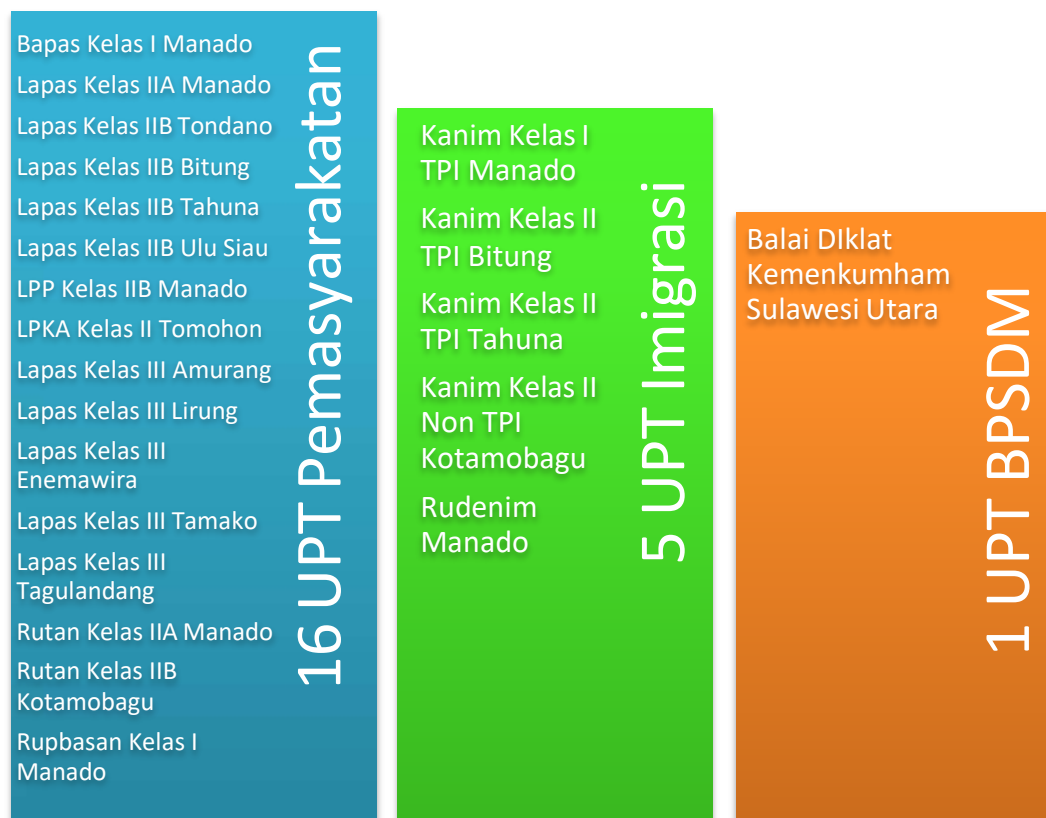 Bapas Kelas I Manado
Lapas Kelas IIA Manado
Lapas Kelas IIB Tondano
Lapas Kelas IIB Bitung
Lapas Kelas IIB Tahuna
Lapas Kelas IIB Ulu Siau
LPP Kelas IIB Manado
LPKA Kelas II Tomohon
Lapas Kelas III Amurang
Lapas Kelas III Lirung
Lapas Kelas III
Enemawira
Lapas Kelas III Tamako
Lapas Kelas III
Tagulandang
Rutan Kelas IIA Manado
Rutan Kelas IIB
Kotamobagu
Rupbasan Kelas I
Manado
16 UPT Pemasyarakatan
Kanim Kelas I
TPI Manado
Kanim Kelas II
TPI Bitung
Kanim Kelas II
TPI Tahuna
Kanim Kelas II
Non TPI
Kotamobagu
Rudenim
Manado
5 UPT Imigrasi
Balai DIklat
Kemenkumham
Sulawesi Utara
1 UPT BPSDM